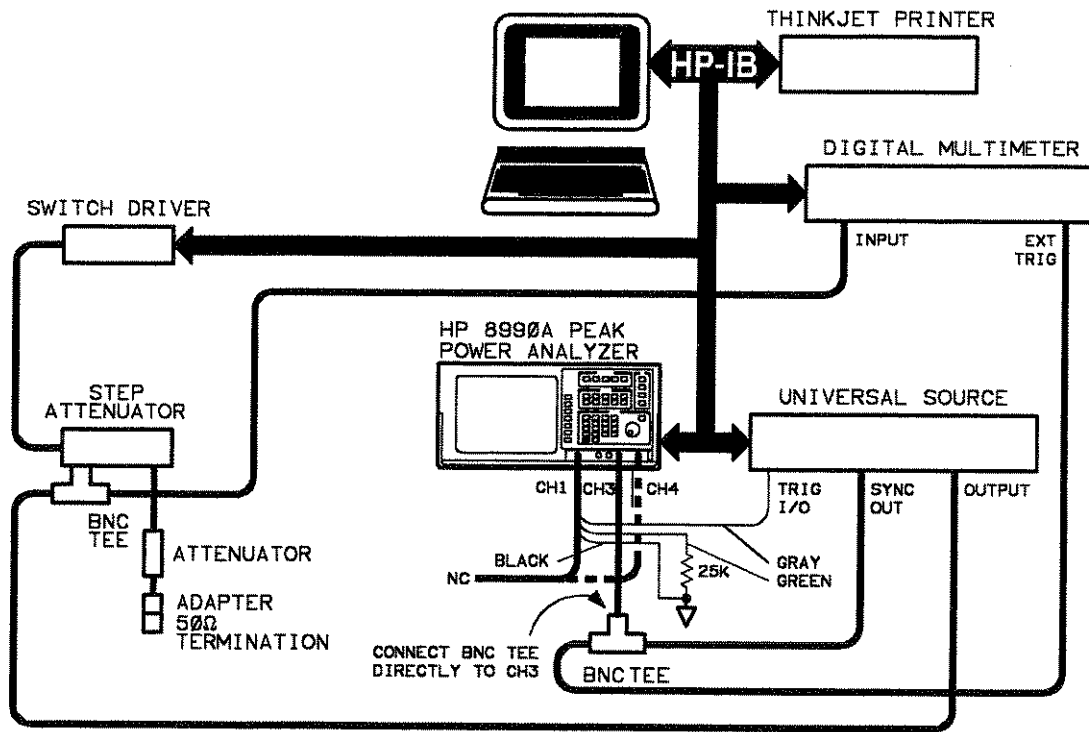 THINKJET PRINTER
HP-IB
DIGITAL MULTIMETER
SWITCH DRIVER
INPUT
EXT
TRIG
HP 8990A PEAK
POWER ANALYZER
STEP
ATTENUATOR
UNIVERSAL SOURCE
CH1
CH3
CH4
TRIG
I/O
SYNC
OUT
OUTPUT
BNC
TEE
ATTENUATOR
BLACK
GRAY
GREEN
NC
25K
ADAPTER
50Ω
TERMINATION
CONNECT BNC TEE
DIRECTLY TO CH3
BNC TEE